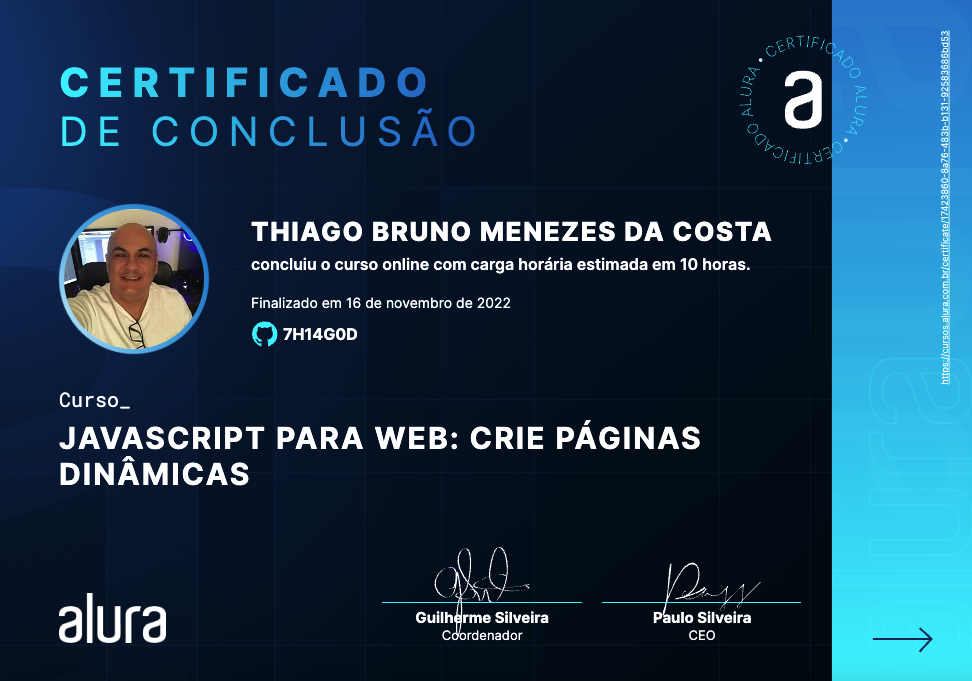 CERTIFICADO
DE CONCLUSÃO
CERTIFICADO ALURA • CERTIFICADO ALURA •
a
THIAGO BRUNO MENEZES DA COSTA
concluiu o curso online com carga horária estimada em 10 horas.
Finalizado em 16 de novembro de 2022
7H14G0D
Curso_
JAVASCRIPT PARA WEB: CRIE PÁGINAS
DINÂMICAS
alura
Guilherme Silveira
Coordenador
Paulo Silveira
CEO
https://cursos.alura.com.br/certificate/17423860-8a76-483b-b131-92583686bd53
alura